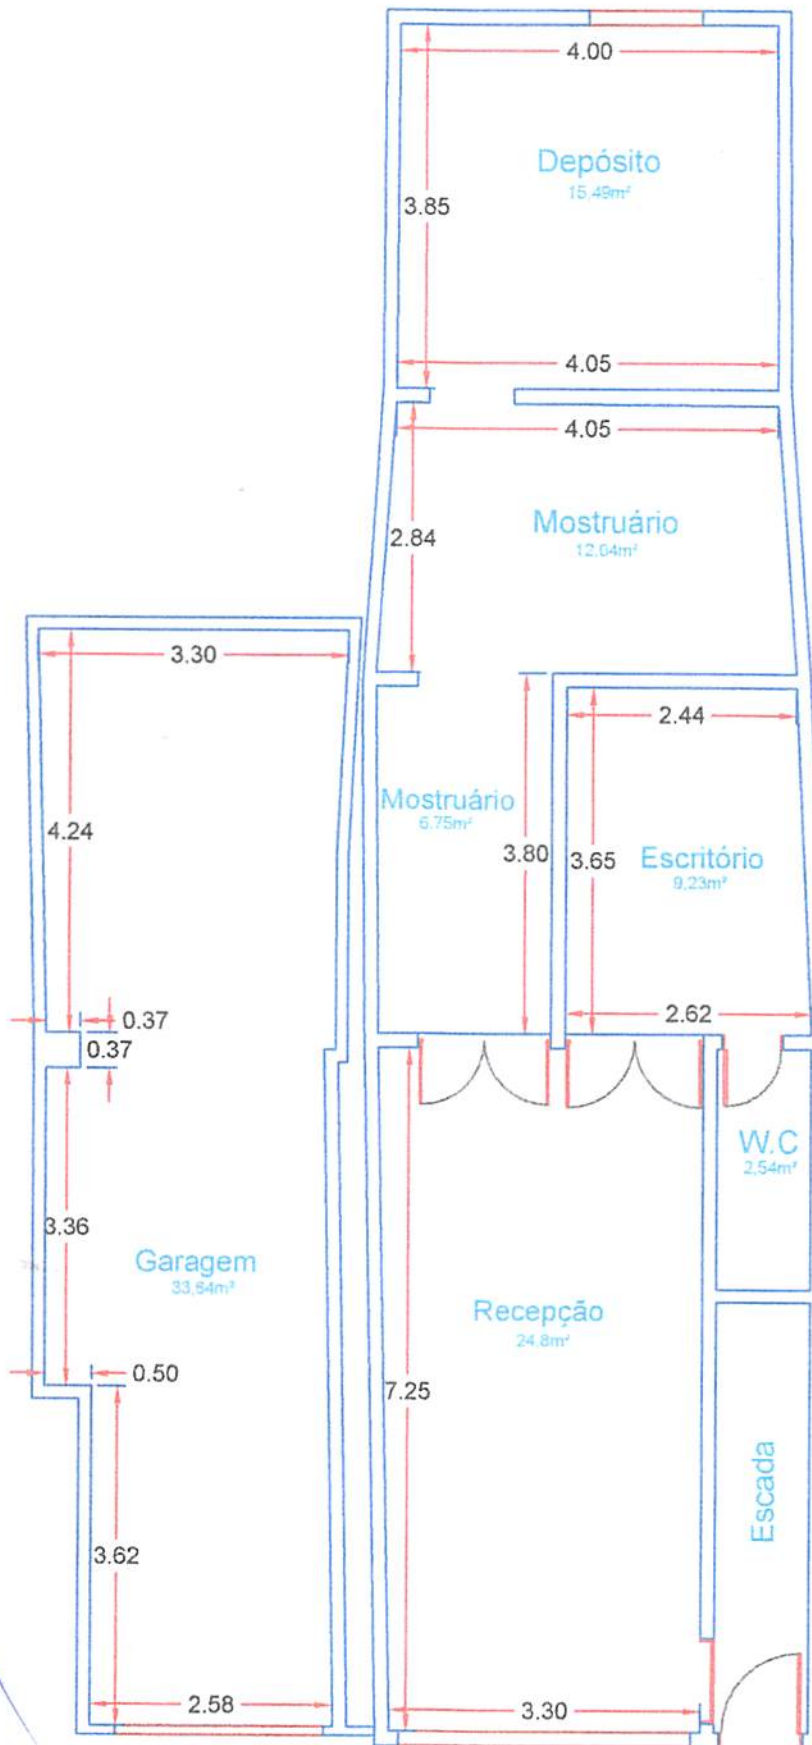 4.00
Depósito
15,49m²
3.85
4.05
4.05
Mostruário
12,04m²
2.84
3.30
2.44
Mostruário
6,75m²
4.24
3.80
3.65
Escritório
9,23m²
0.37
2.62
0.37
W.C
2,54m²
3.36
Garagem
33,64m²
Recepção
24,8m²
0.50
7.25
Escada
3.62
2.58
3.30